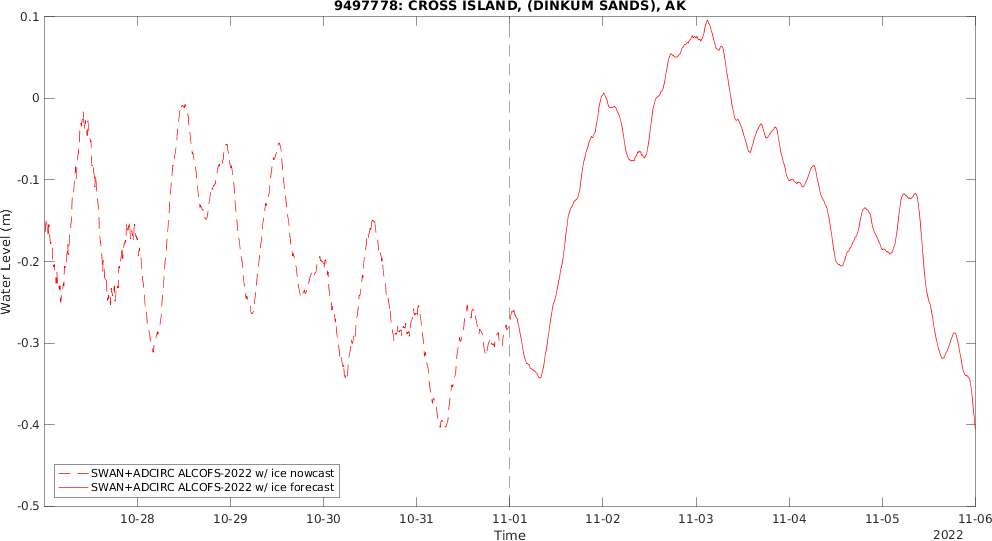 9497778: CROSS ISLAND, (DINKUM SANDS), AK
0.1
0
-0.1
-0.2
-0.3
-0.4
-0.5
Water Level (m)
SWAN+ADCIRC ALCOFS-2022 w/ ice nowcast
SWAN+ADCIRC ALCOFS-2022 w/ ice forecast
10-28 10-29 10-30 10-31 11-01 11-02 11-03 11-04 11-05 11-06
Time
2022